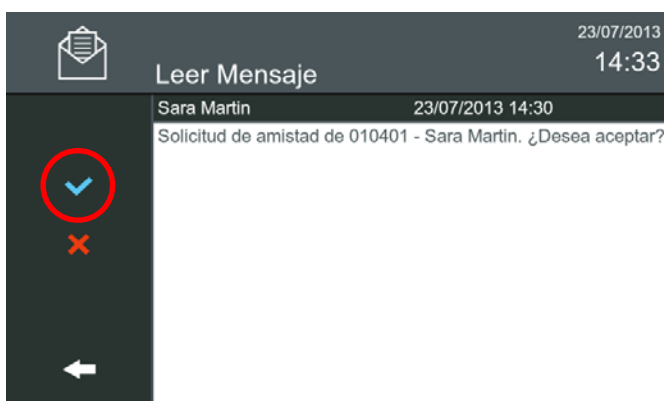 23/07/2013
14:33
Leer Mensaje
Sara Martin 23/07/2013 14:30
Solicitud de amistad de 010401 - Sara Martin. ¿Desea aceptar?